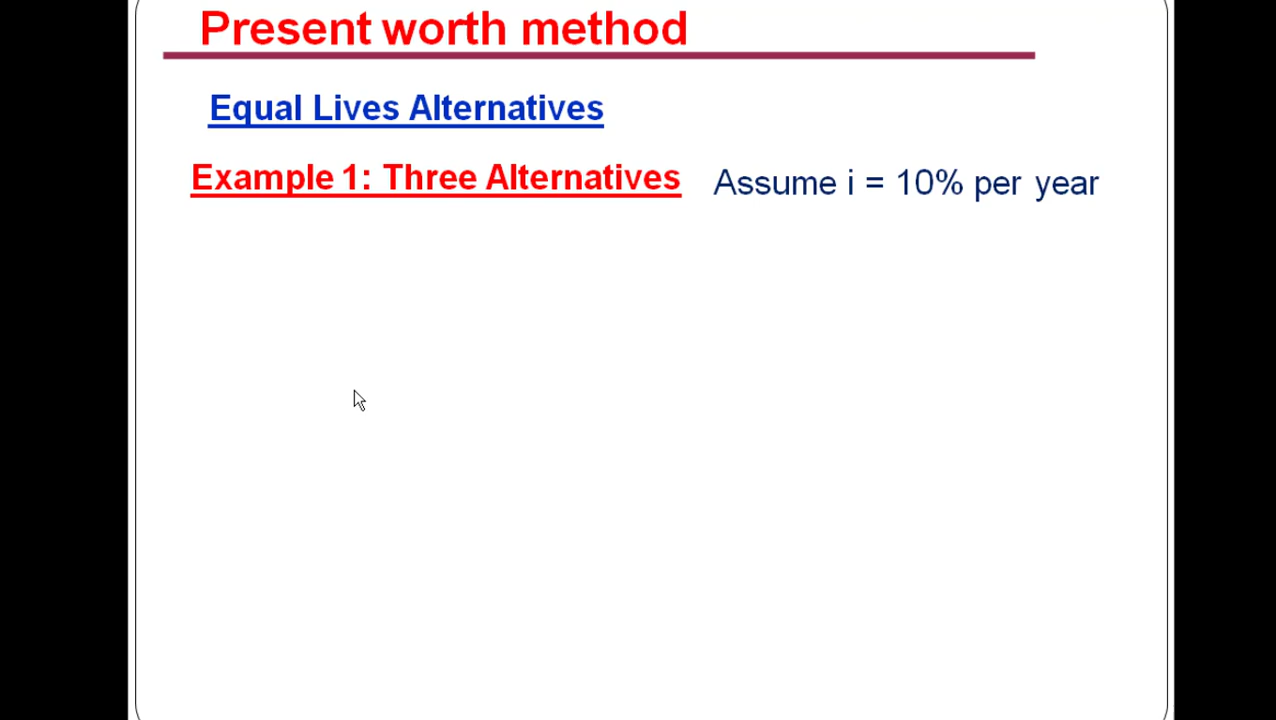 Present worth method
Equal Lives Alternatives
Example 1: Three Alternatives Assume i = 10% per year